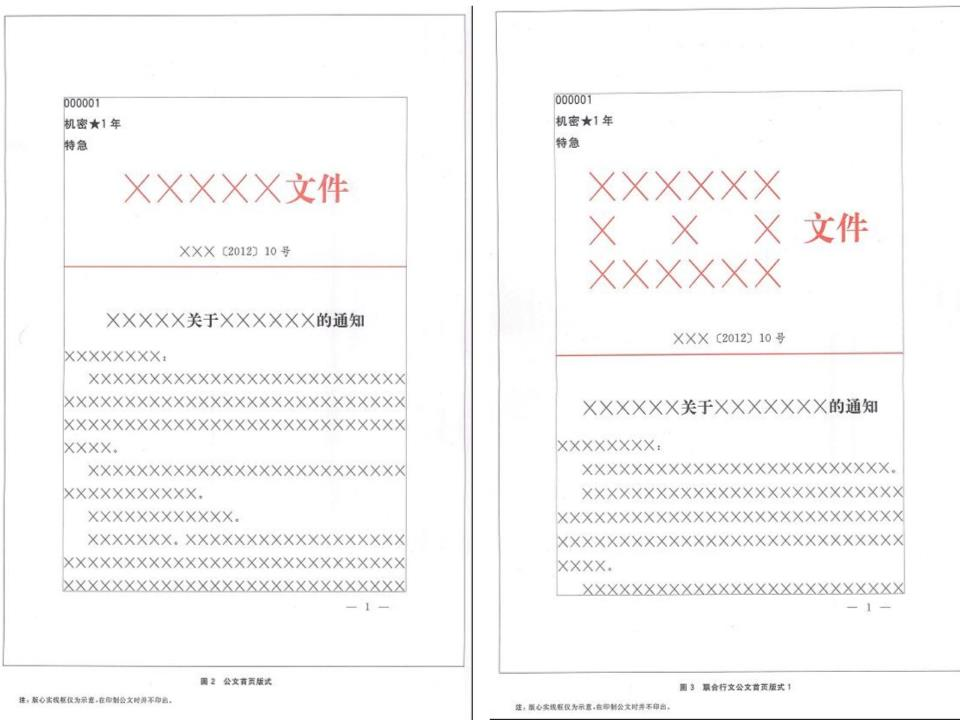 000001
机密★1 年
特急
×××××文件
×××〔2012〕10 号
×××××关于××××××的通知
××××××××：
××××××××××××××××××××××××××
××××××××××××××××××××××××××××
××××××××××××××××××××××××××××
××××。
××××××××××××××××××××××××××
×××××××××××。
××××××××××××。
×××××××。××××××××××××××××××
××××××××××××××××××××××××××××
××××××××××××××××××××××××××××
— 1 —
图 2 公文首页版式
注：版心实线框仅为示意，在印制公文时并不印出。
000001
机密★1 年
特急
××××××
× × × 文件
××××××
×××〔2012〕10 号
××××××关于×××××××的通知
××××××××：
×××××××××××××××××××××××××。
××××××××××××××××××××××××××
××××××××××××××××××××××××××××
××××××××××××××××××××××××××××
××××。
××××××××××××××××××××××××××
— 1 —
图 3 联合行文公文首页版式 1
注：版心实线框仅为示意，在印制公文时并不印出。